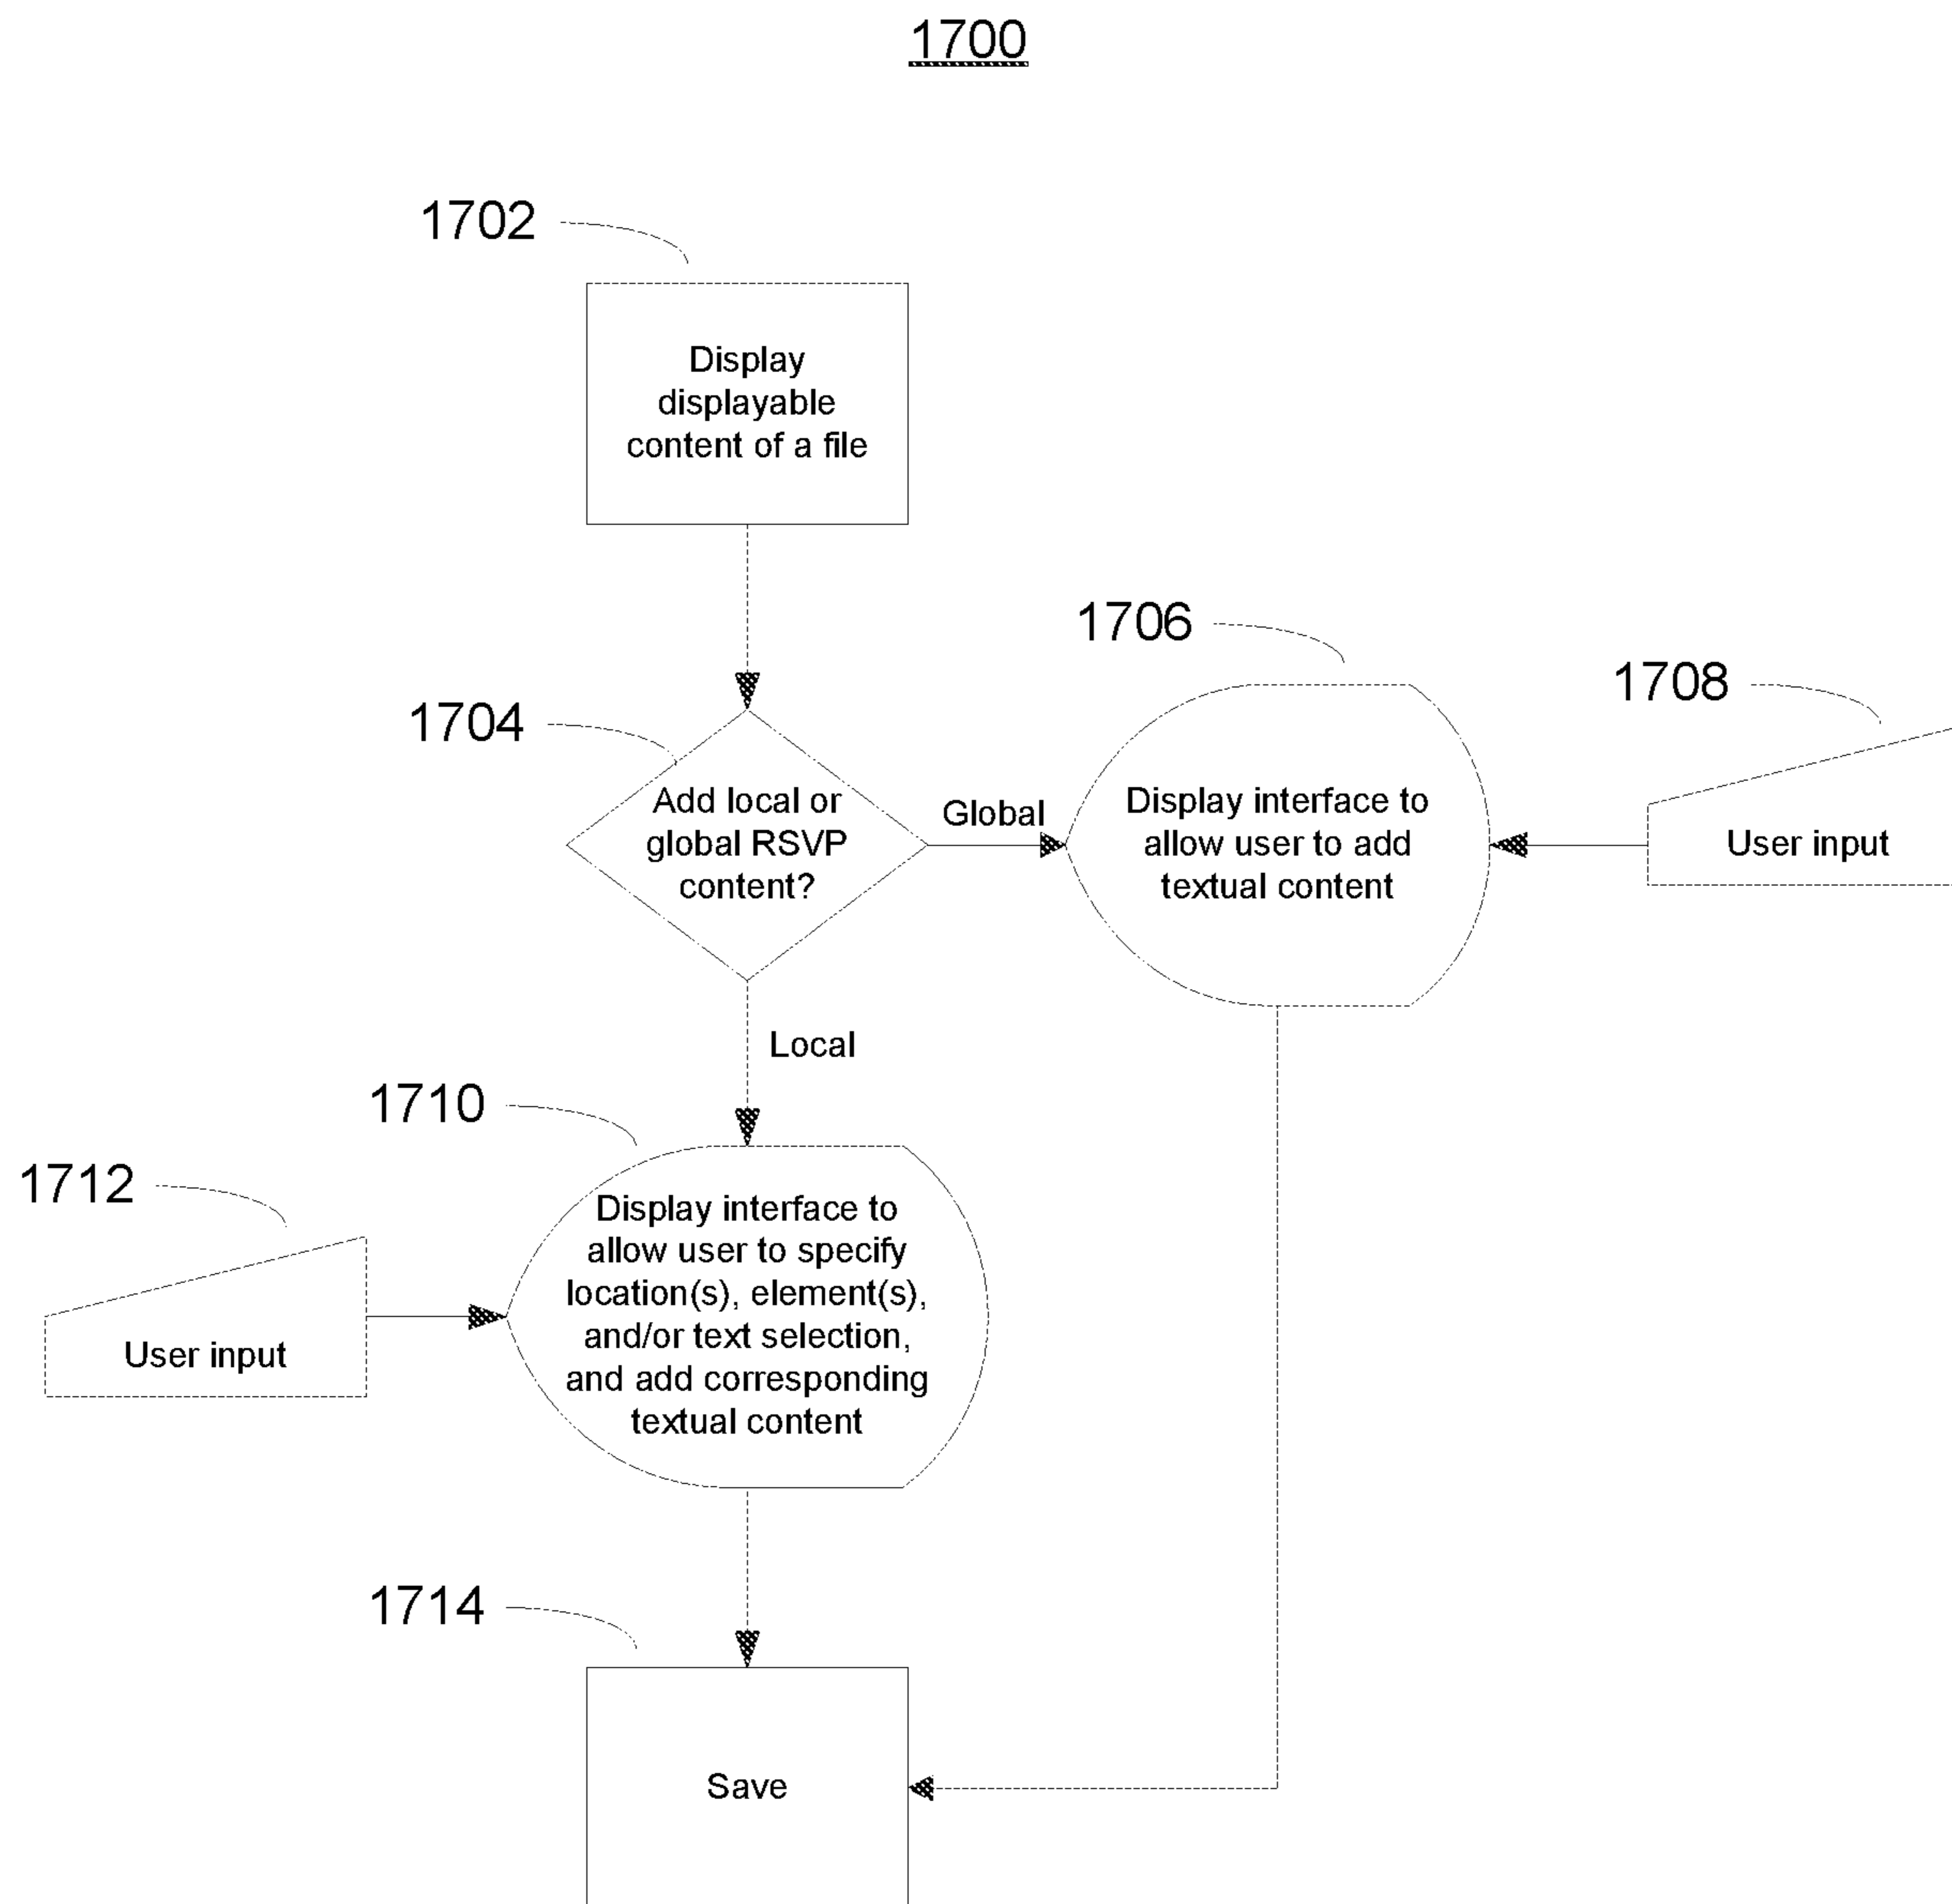 1700
1702
Display
displayable
content of a file
1706
1708
1704
Add local or
global RSVP
content?
Global
Display interface to
allow user to add
textual content
User input
Local
1710
1712
Display interface to
allow user to specify
location(s), element(s),
and/or text selection,
and add corresponding
textual content
User input
1714
Save